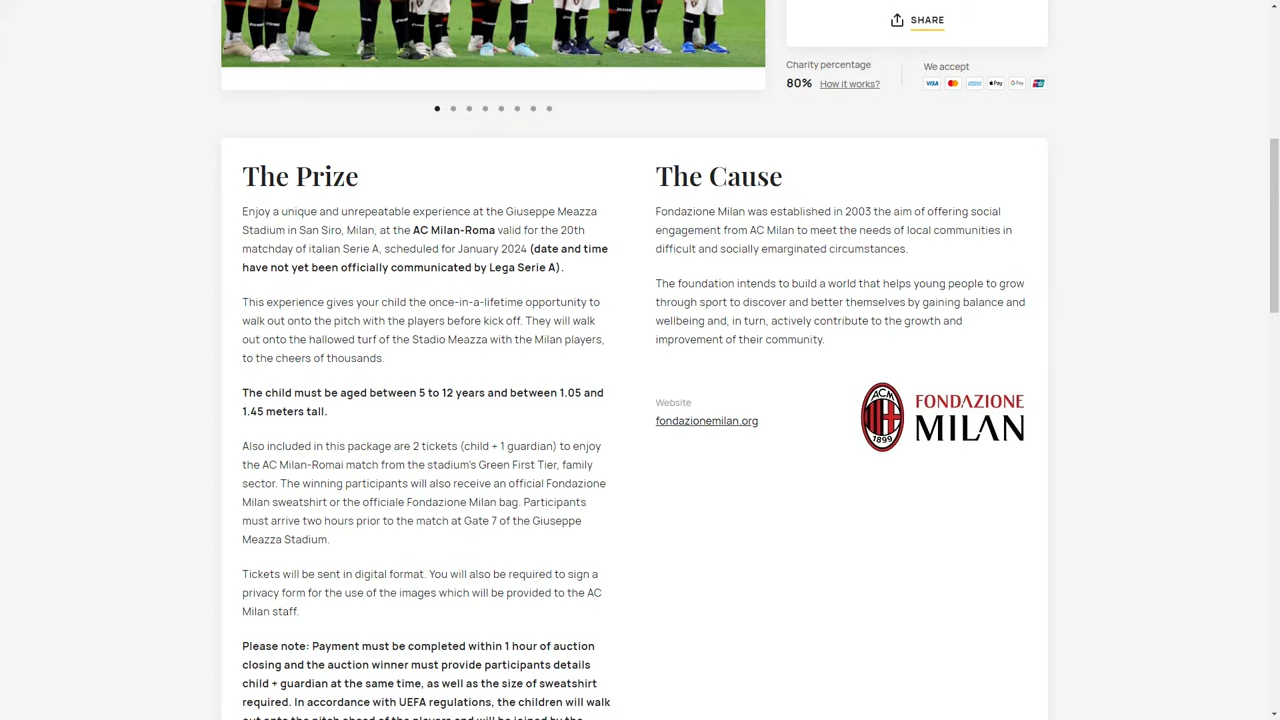 SHARE
Charity percentage
80% How it works?
We accept
VISA
Pay
G Pay
The Prize
Enjoy a unique and unrepeatable experience at the Giuseppe Meazza
Stadium in San Siro, Milan, at the AC Milan-Roma valid for the 20th
matchday of italian Serie A, scheduled for January 2024 (date and time
have not yet been officially communicated by Lega Serie A).
This experience gives your child the once-in-a-lifetime opportunity to
walk out onto the pitch with the players before kick off. They will walk
out onto the hallowed turf of the Stadio Meazza with the Milan players,
to the cheers of thousands.
The child must be aged between 5 to 12 years and between 1.05 and
1.45 meters tall.
Also included in this package are 2 tickets (child + 1 guardian) to enjoy
the AC Milan-Romai match from the stadium's Green First Tier, family
sector. The winning participants will also receive an official Fondazione
Milan sweatshirt or the officiale Fondazione Milan bag. Participants
must arrive two hours prior to the match at Gate 7 of the Giuseppe
Meazza Stadium.
Tickets will be sent in digital format. You will also be required to sign a
privacy form for the use of the images which will be provided to the AC
Milan staff.
Please note: Payment must be completed within 1 hour of auction
closing and the auction winner must provide participants details
child + guardian at the same time, as well as the size of sweatshirt
required. In accordance with UEFA regulations, the children will walk
out onto the pitch ahead of the players and will be joined by the
The Cause
Fondazione Milan was established in 2003 the aim of offering social
engagement from AC Milan to meet the needs of local communities in
difficult and socially emarginated circumstances.
The foundation intends to build a world that helps young people to grow
through sport to discover and better themselves by gaining balance and
wellbeing and, in turn, actively contribute to the growth and
improvement of their community.
Website
fondazionemilan.org
ACM
1899
FONDAZIONE
MILAN